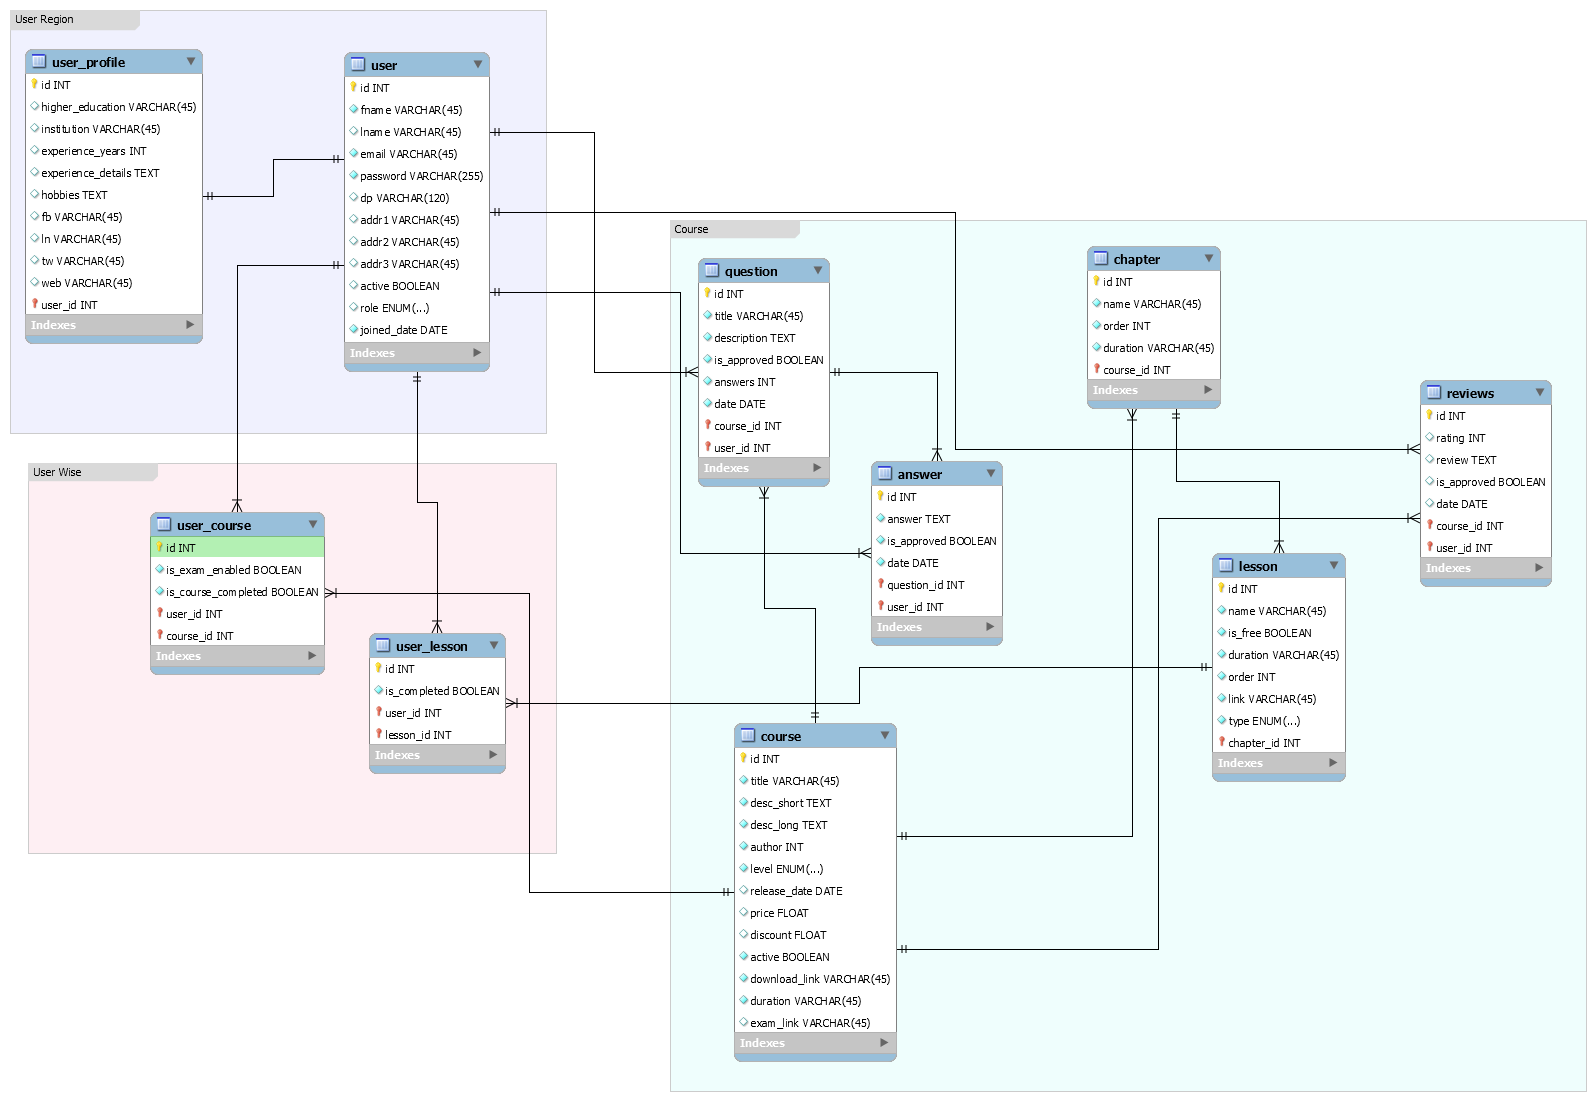 User Region
user_profile
id INT
higher_education VARCHAR(45)
institution VARCHAR(45)
experience_years INT
experience_details TEXT
hobbies TEXT
fb VARCHAR(45)
ln VARCHAR(45)
tw VARCHAR(45)
web VARCHAR(45)
user_id INT
Indexes
user
id INT
fname VARCHAR(45)
lname VARCHAR(45)
email VARCHAR(45)
password VARCHAR(255)
dp VARCHAR(120)
addr1 VARCHAR(45)
addr2 VARCHAR(45)
addr3 VARCHAR(45)
active BOOLEAN
role ENUM(...)
joined_date DATE
Indexes
User Wise
user_course
id INT
is_exam_enabled BOOLEAN
is_course_completed BOOLEAN
user_id INT
course_id INT
Indexes
user_lesson
id INT
is_completed BOOLEAN
user_id INT
lesson_id INT
Indexes
Course
question
id INT
title VARCHAR(45)
description TEXT
is_approved BOOLEAN
answers INT
date DATE
course_id INT
user_id INT
Indexes
answer
id INT
answer TEXT
is_approved BOOLEAN
date DATE
question_id INT
user_id INT
Indexes
chapter
id INT
name VARCHAR(45)
order INT
duration VARCHAR(45)
course_id INT
Indexes
reviews
id INT
rating INT
review TEXT
is_approved BOOLEAN
date DATE
course_id INT
user_id INT
Indexes
lesson
id INT
name VARCHAR(45)
is_free BOOLEAN
duration VARCHAR(45)
order INT
link VARCHAR(45)
type ENUM(...)
chapter_id INT
Indexes
course
id INT
title VARCHAR(45)
desc_short TEXT
desc_long TEXT
author INT
level ENUM(...)
release_date DATE
price FLOAT
discount FLOAT
active BOOLEAN
download_link VARCHAR(45)
duration VARCHAR(45)
exam_link VARCHAR(45)
Indexes